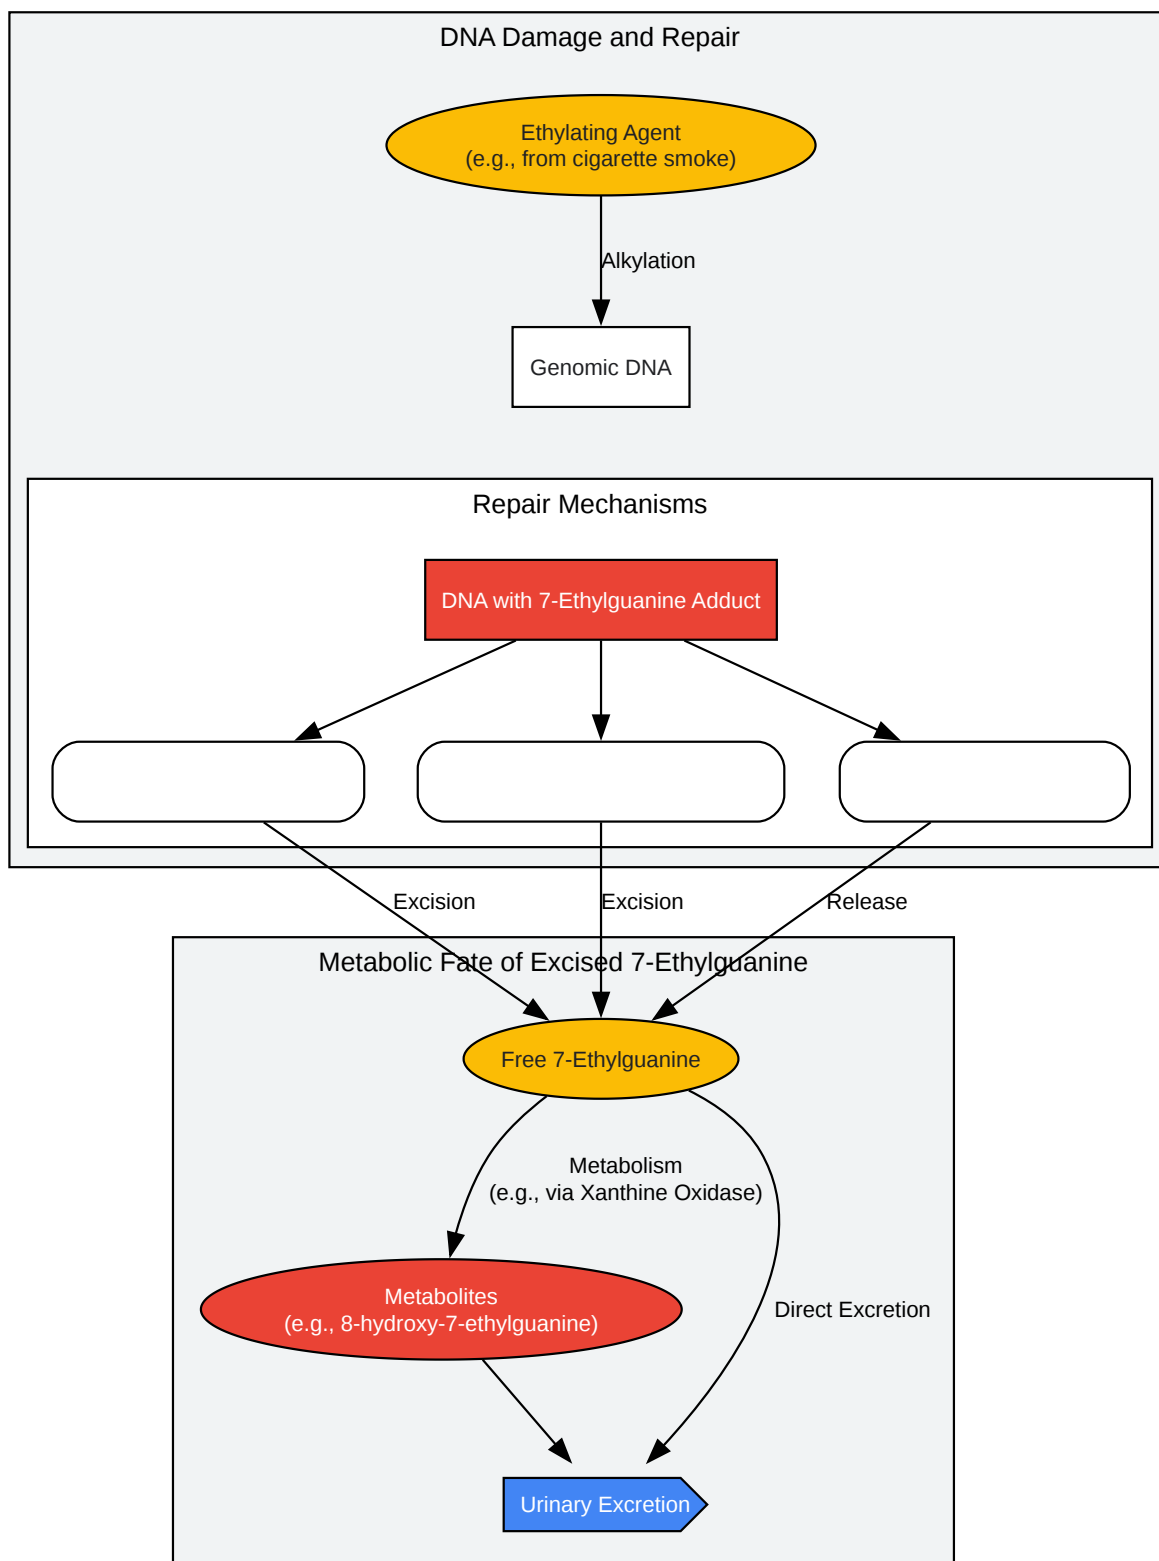 DNA Damage and Repair
Ethylating Agent
(e.g., from cigarette smoke)
Alkylation
Genomic DNA
Repair Mechanisms
DNA with 7-Ethylguanine Adduct
Excision
Excision
Release
Metabolic Fate of Excised 7-Ethylguanine
Free 7-Ethylguanine
Metabolism
(e.g., via Xanthine Oxidase)
Metabolites
(e.g., 8-hydroxy-7-ethylguanine)
Direct Excretion
Urinary Excretion